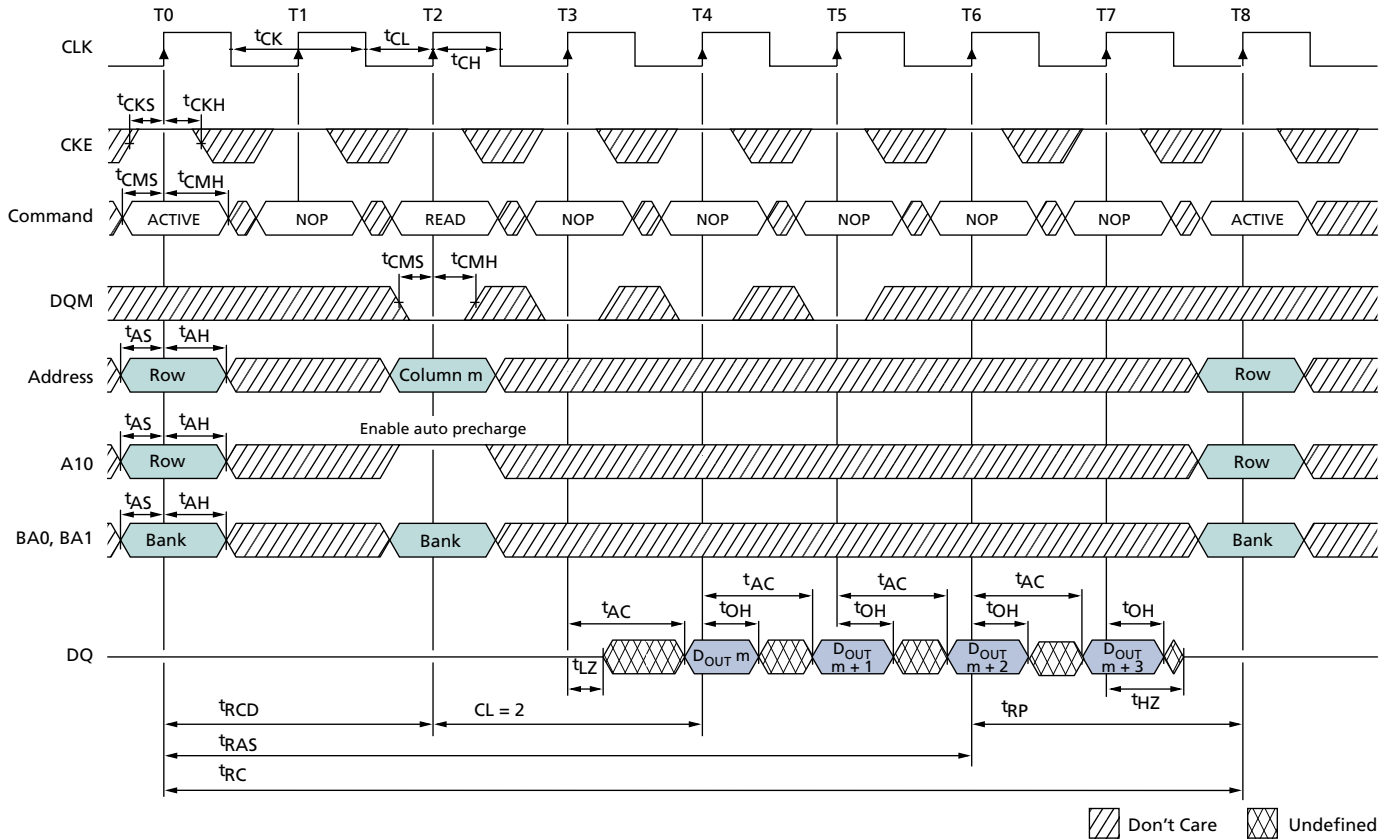 T0 T1 T2 T3 T4 T5 T6 T7 T8
CLK
tCK tCL
tCH
tCKS tCKH
CKE
tCMS tCMH
Command ACTIVE NOP READ NOP NOP NOP NOP NOP ACTIVE
tCMS tCMH
DQM
tAS tAH
Address Row Column m Row
tAS tAH Enable auto precharge
A10 Row Row
tAS tAH
BA0, BA1 Bank Bank Bank
tAC tAC tAC
tAC tOH tOH tOH tOH
DQ DOUT m DOUT m + 1 DOUT m + 2 DOUT m + 3
tLZ tHZ
tRCD CL = 2 tRP
tRAS
tRC
Don't Care Undefined